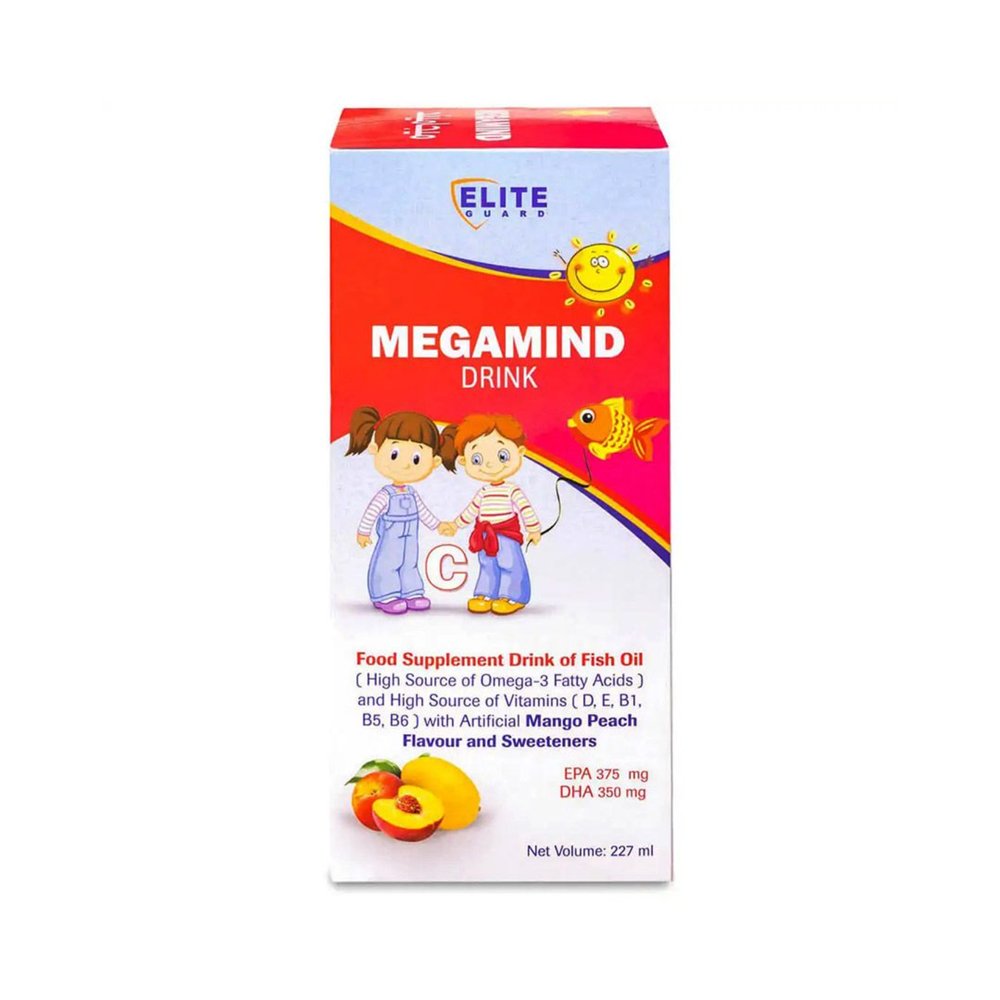 MEGAMIND
ELITE
GUARD
MEGAMIND
DRINK
C
Food Supplement Drink of Fish Oil
( High Source of Omega-3 Fatty Acids )
and High Source of Vitamins ( D, E, B1,
B5, B6 ) with Artificial Mango Peach
Flavour and Sweeteners
EPA 375 mg
DHA 350 mg
Net Volume: 227 ml